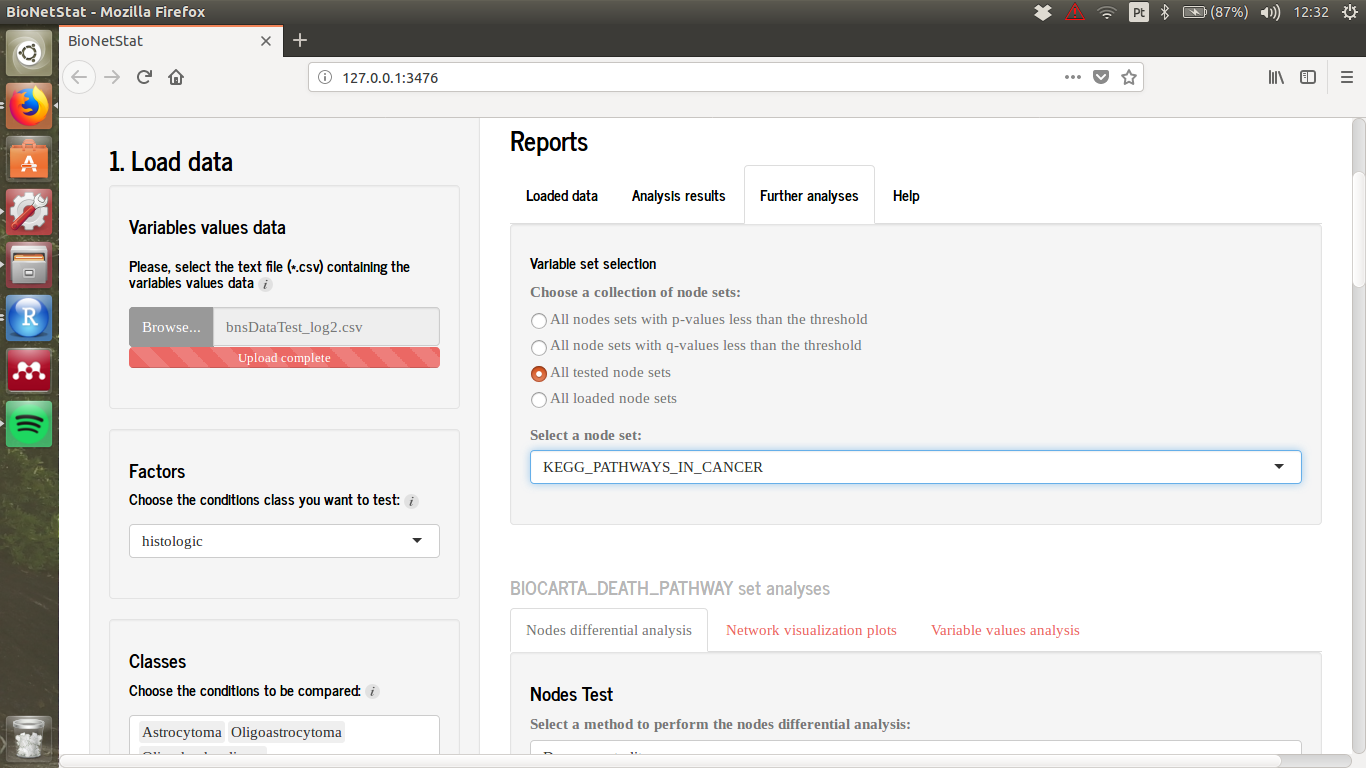 BioNetStat - Mozilla Firefox
Pt
(87%)
12:32
BioNetStat
127.0.0.1:3476
1. Load data
Variables values data
Please, select the text file (*.csv) containing the
variables values data i
Browse...
bnsDataTest_log2.csv
Upload complete
Factors
Choose the conditions class you want to test: i
histologic
Classes
Choose the conditions to be compared: i
Astrocytoma Oligoastrocytoma
Reports
Loaded data
Analysis results
Further analyses
Help
Variable set selection
Choose a collection of node sets:
All nodes sets with p-values less than the threshold
All node sets with q-values less than the threshold
All tested node sets
All loaded node sets
Select a node set:
KEGG_PATHWAYS_IN_CANCER
BIOCARTA_DEATH_PATHWAY set analyses
Nodes differential analysis
Network visualization plots
Variable values analysis
Nodes Test
Select a method to perform the nodes differential analysis: